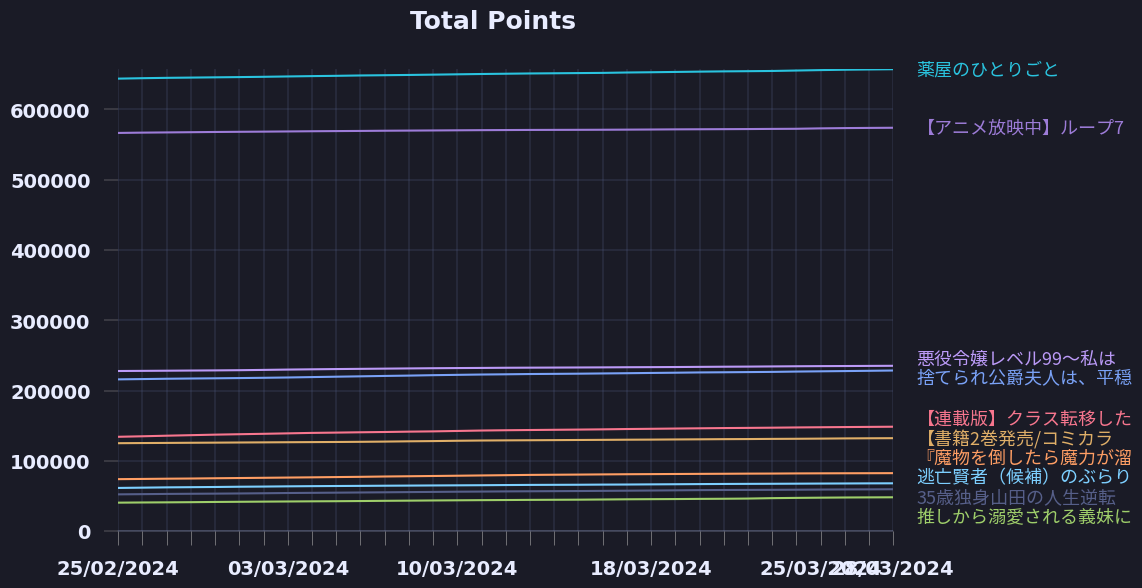 Total Points
600000
500000
400000
300000
200000
100000
0
薬屋のひとりごと
【アニメ放映中】ループ7
悪役令嬢レベル99～私は
捨てられ公爵夫人は、平穏
【連載版】クラス転移した
【書籍2巻発売/コミカラ
『魔物を倒したら魔力が溜
逃亡賢者（候補）のぶらり
35歳独身山田の人生逆転
推しから溺愛される義妹に
25/02/2024
03/03/2024
10/03/2024
18/03/2024
25/03/2024
28/03/2024